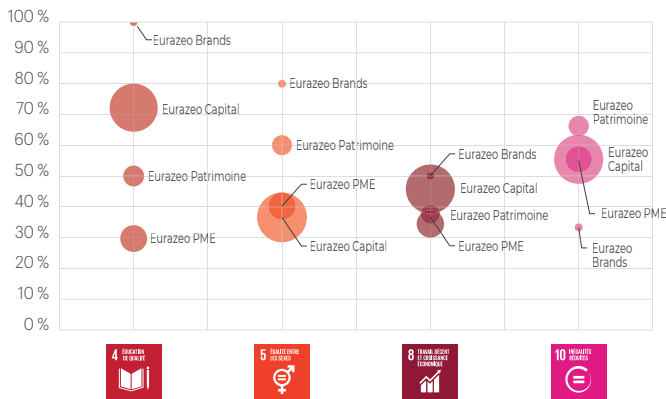 100 %
90 %
80 %
70 %
60 %
50 %
40 %
30 %
20 %
10 %
0 %
Eurazeo Brands
Eurazeo Capital
Eurazeo Patrimoine
Eurazeo PME
Eurazeo Brands
Eurazeo Patrimoine
Eurazeo PME
Eurazeo Capital
Eurazeo Brands
Eurazeo Capital
Eurazeo Patrimoine
Eurazeo PME
Eurazeo
Patrimoine
Eurazeo
Capital
Eurazeo PME
Eurazeo
Brands
4 ÉDUCATION
DE QUALITÉ
5 ÉGALITÉ ENTRE
LES SEXES
8 TRAVAIL DÉCENT
ET CROISSANCE
ÉCONOMIQUE
10 INÉGALITÉS
RÉDUITES